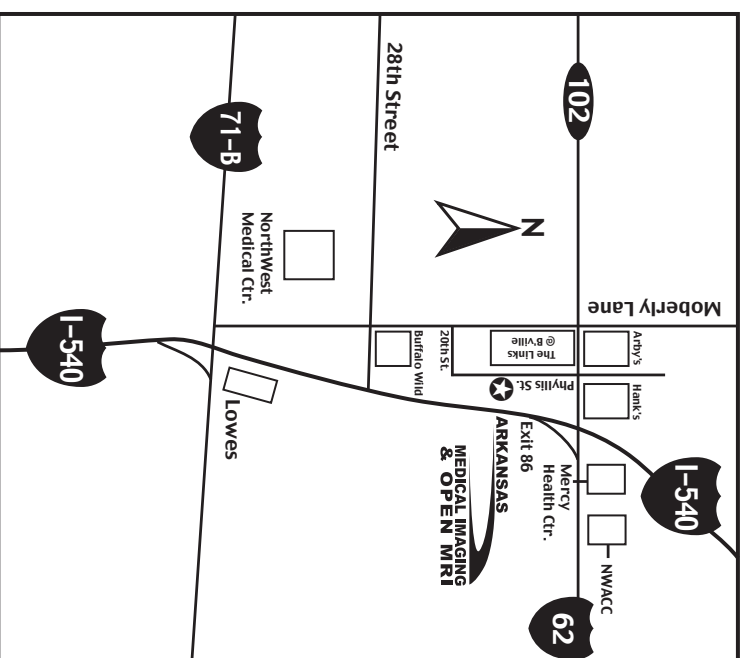 102
28th Street
71-B
N
NorthWest
Medical Ctr.
Moberly Lane
I-540
Arby's
The Links
@ B'ville
20th St.
Buffalo Wild
Hank's
Phyllis St.
Lowes
Exit 86
ARKANSAS
MEDICAL IMAGING
& OPEN MRI
Mercy
Health Ctr.
I-540
NWACC
62